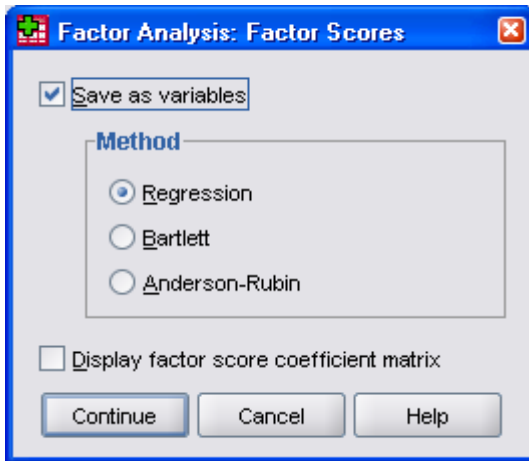 Factor Analysis: Factor Scores
Save as variables
Method
Regression
Bartlett
Anderson-Rubin
Display factor score coefficient matrix
Continue Cancel Help